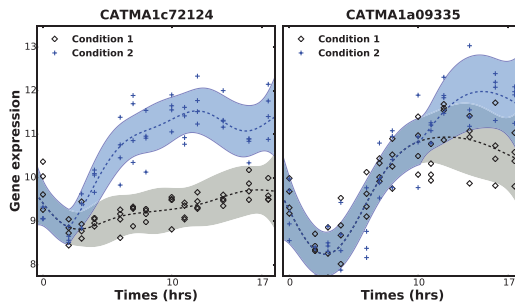 CATMA1c72124 CATMA1a09335
Gene expression
13
12
11
10
9
8
Condition 1
Condition 2
Condition 1
Condition 2
0 10 17
0 10 17
Times (hrs) Times (hrs)